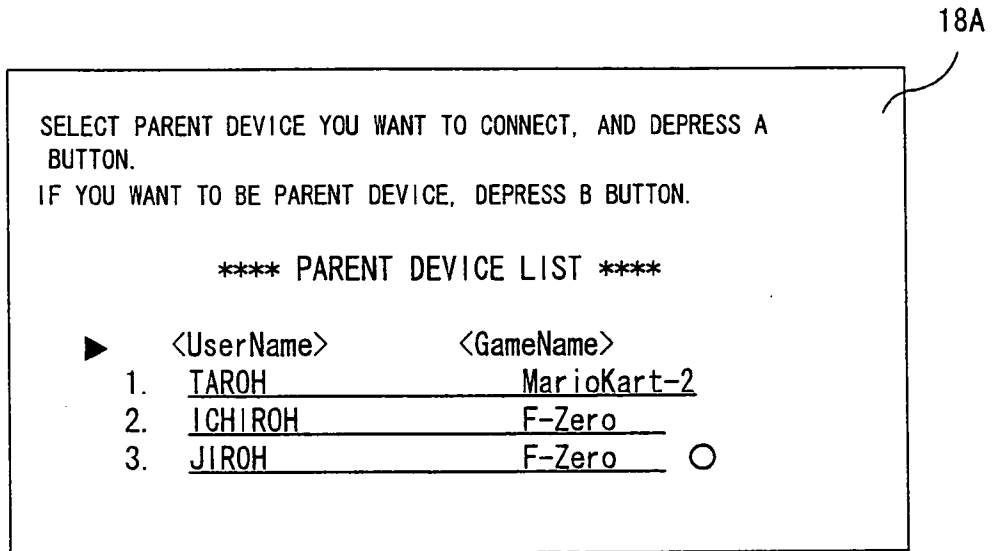 18A
SELECT PARENT DEVICE YOU WANT TO CONNECT, AND DEPRESS A
BUTTON.
IF YOU WANT TO BE PARENT DEVICE, DEPRESS B BUTTON.
**** PARENT DEVICE LIST ****
▶ <UserName> <GameName>
1. TAROH MarioKart-2
2. ICHIROH F-Zero
3. JIROH F-Zero ○